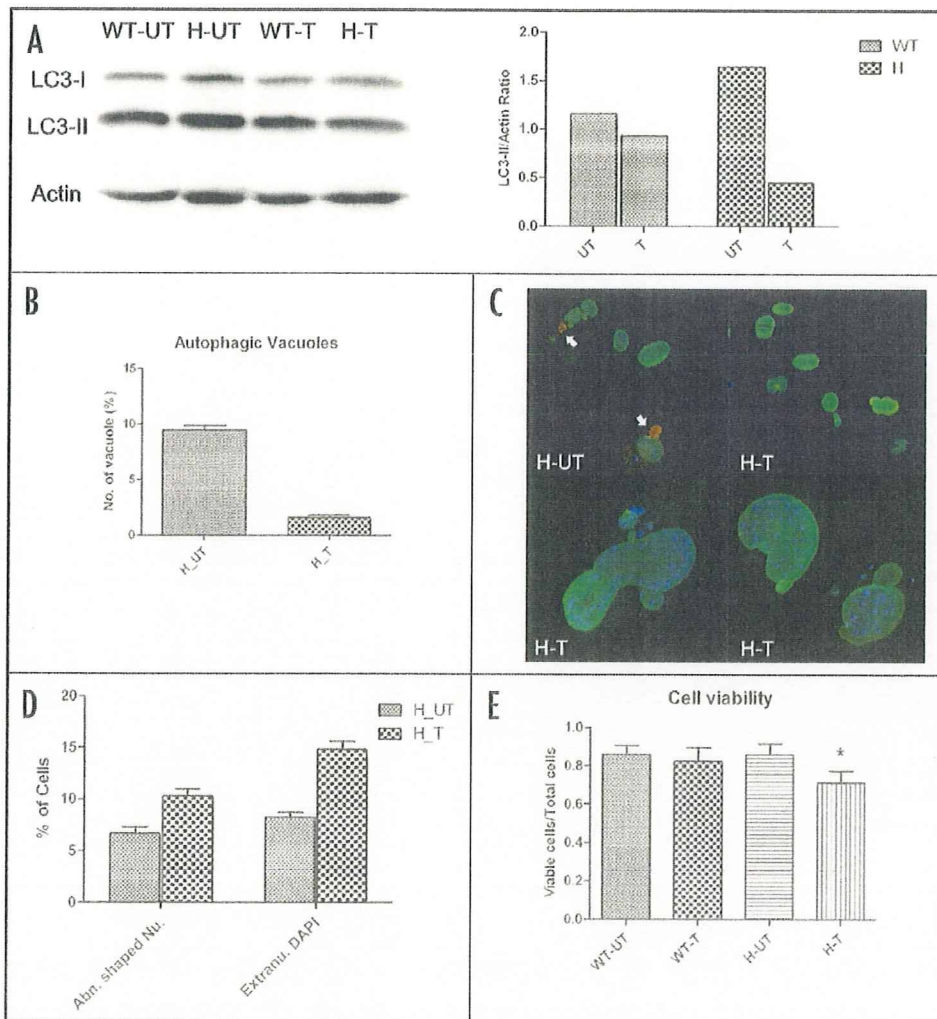 A
WT-UT H-UT WT-T H-T
LC3-I
LC3-II
Actin
LC3-II/Actin Ratio
2.0
1.5
1.0
0.5
0.0
UT T UT T
WT
H
B
Autophagic Vacuoles
No. of vacuole (%)
15
10
5
0
H_UT H_T
C
H-UT H-T
H-T H-T
D
% of Cells
20
15
10
5
0
Abn. shaped Nu. Extranu. DAPI
H_UT
H_T
E
Cell viability
Viable cells/Total cells
1.0
0.8
0.6
0.4
0.2
0.0
*
WT-UT WT-T H-UT H-T